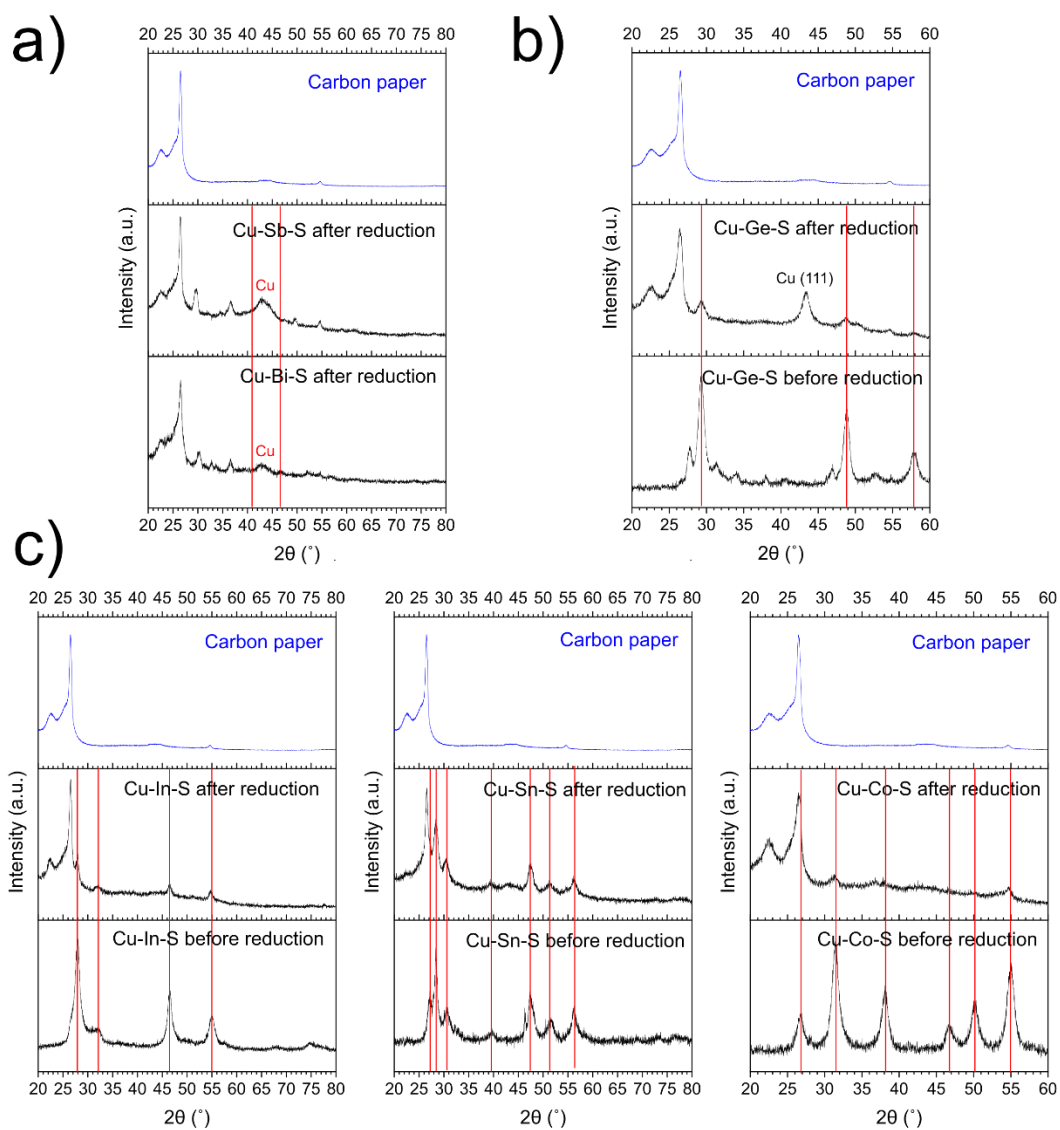 a)
20 25 30 35 40 45 50 55 60 65 70 75 80
Carbon paper
Cu-Sb-S after reduction
Cu
Cu-Bi-S after reduction
Cu
Intensity (a.u.)
20 25 30 35 41 45 50 55 60 65 70 75 80
2θ (˚)
b)
20 25 30 35 40 45 50 55 60
Carbon paper
Cu-Ge-S after reduction
Cu (111)
Cu-Ge-S before reduction
Intensity (a.u.)
20 25 30 35 40 45 50 55 60
2θ (˚)
c)
20 25 30 35 40 45 50 55 60 65 70 75 80
Carbon paper
Cu-In-S after reduction
Cu-In-S before reduction
Intensity (a.u.)
20 25 30 35 40 45 50 55 60 65 70 75 80
2θ (˚)
20 25 30 35 40 45 50 55 60 65 70 75 80
Carbon paper
Cu-Sn-S after reduction
Cu-Sn-S before reduction
Intensity (a.u.)
20 25 30 35 40 45 50 55 60 65 70 75 80
2θ (˚)
20 25 30 35 40 45 50 55 60
Carbon paper
Cu-Co-S after reduction
Cu-Co-S before reduction
Intensity (a.u.)
20 25 30 35 40 45 50 55 60
2θ (˚)